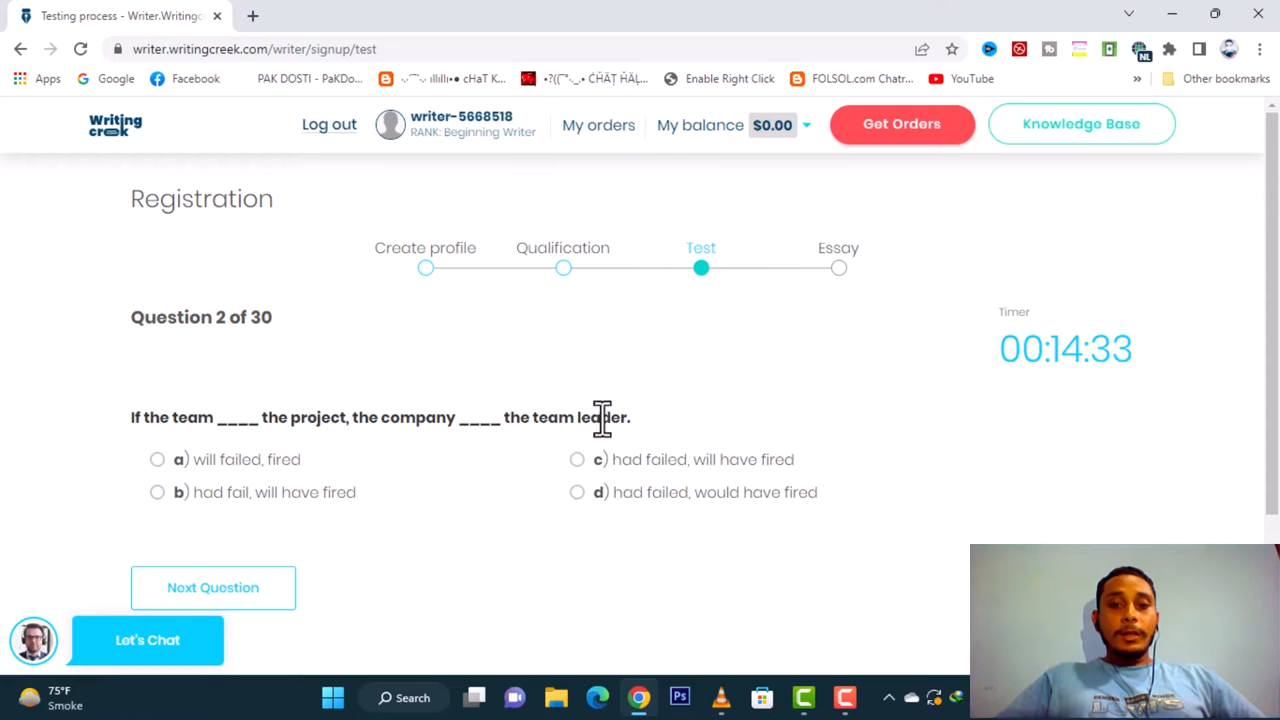 Testing process - Writer.Writingc
writer.writingcreek.com/writer/signup/test
NL
Apps
Google
Facebook
PAK DOSTI - PaKDo...
FOLSOL.com Chatr...
Enable Right Click
YouTube
»
Other bookmarks
Writing
creek
Log out
writer-5668518
RANK: Beginning Writer
My orders
My balance $0.00
Get Orders
Knowledge Base
Registration
Create profile
Qualification
Test
Essay
Question 2 of 30
Timer
00:14:33
If the team ____ the project, the company ____ the team leader.
a) will failed, fired
c) had failed, will have fired
b) had fail, will have fired
d) had failed, would have fired
Next Question
Let's Chat
75°F
Smoke
Search
Ps